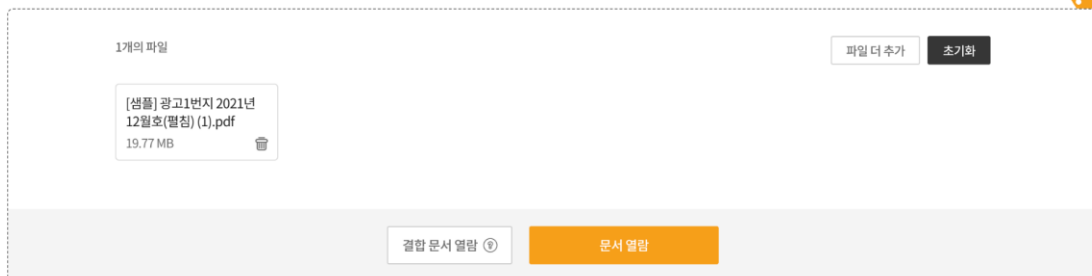 1개의 파일
파일 더 추가
초기화
[샘플] 광고1번지 2021년
12월호(펼침) (1).pdf
19.77 MB
결합 문서 열람
문서 열람